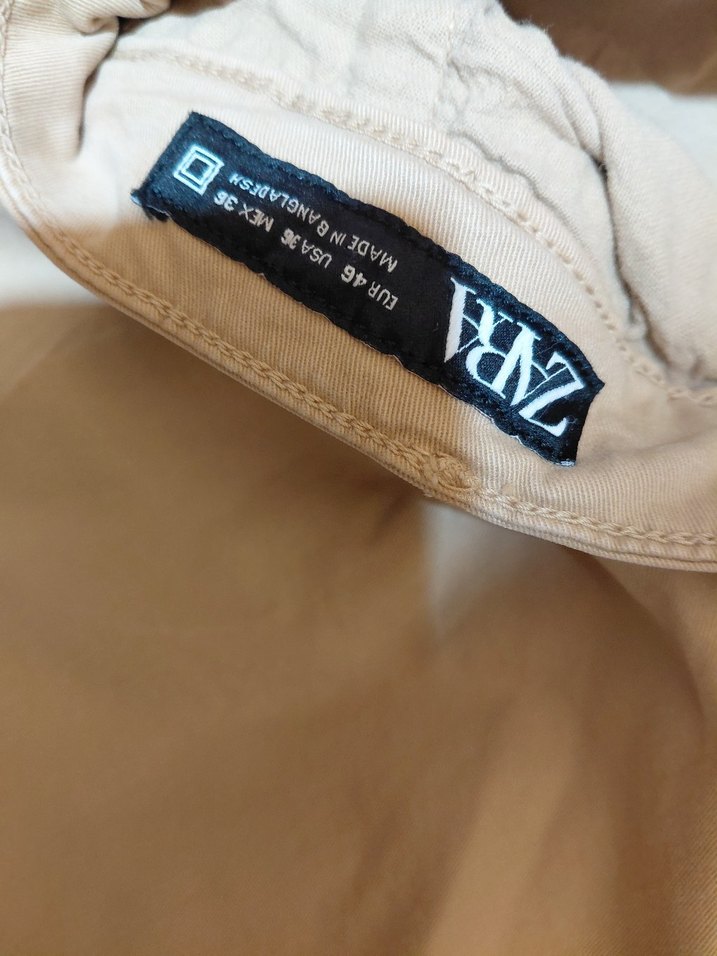 ZARA
EUR 46 USA 36 MEX 36
MADE IN BANGLADESH